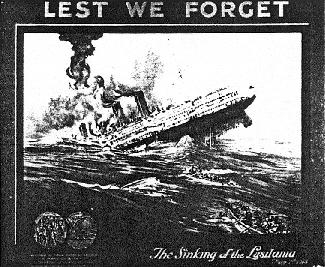 LEST WE FORGET
The Sinking of the Lusitania